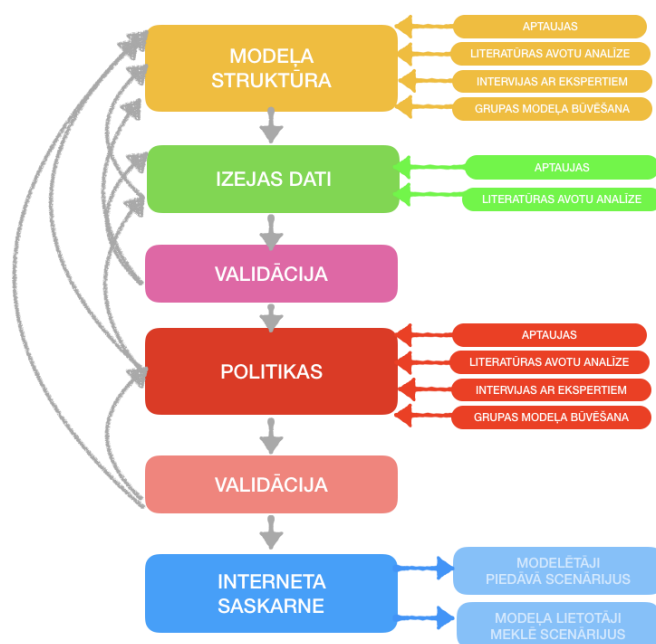 MODEĻA
STRUKTŪRA
APTAUJAS
LITERATŪRAS AVOTU ANALĪZE
INTERVIJAS AR EKSPERTIEM
GRUPAS MODEĻA BŪVĒŠANA
IZEJAS DATI
APTAUJAS
LITERATŪRAS AVOTU ANALĪZE
VALIDĀCIJA
POLITIKAS
APTAUJAS
LITERATŪRAS AVOTU ANALĪZE
INTERVIJAS AR EKSPERTIEM
GRUPAS MODEĻA BŪVĒŠANA
VALIDĀCIJA
INTERNETA
SASKARNE
MODELĒTĀJI
PIEDĀVĀ SCENĀRIJUS
MODEĻA LIETOTĀJI
MEKLĒ SCENĀRIJUS